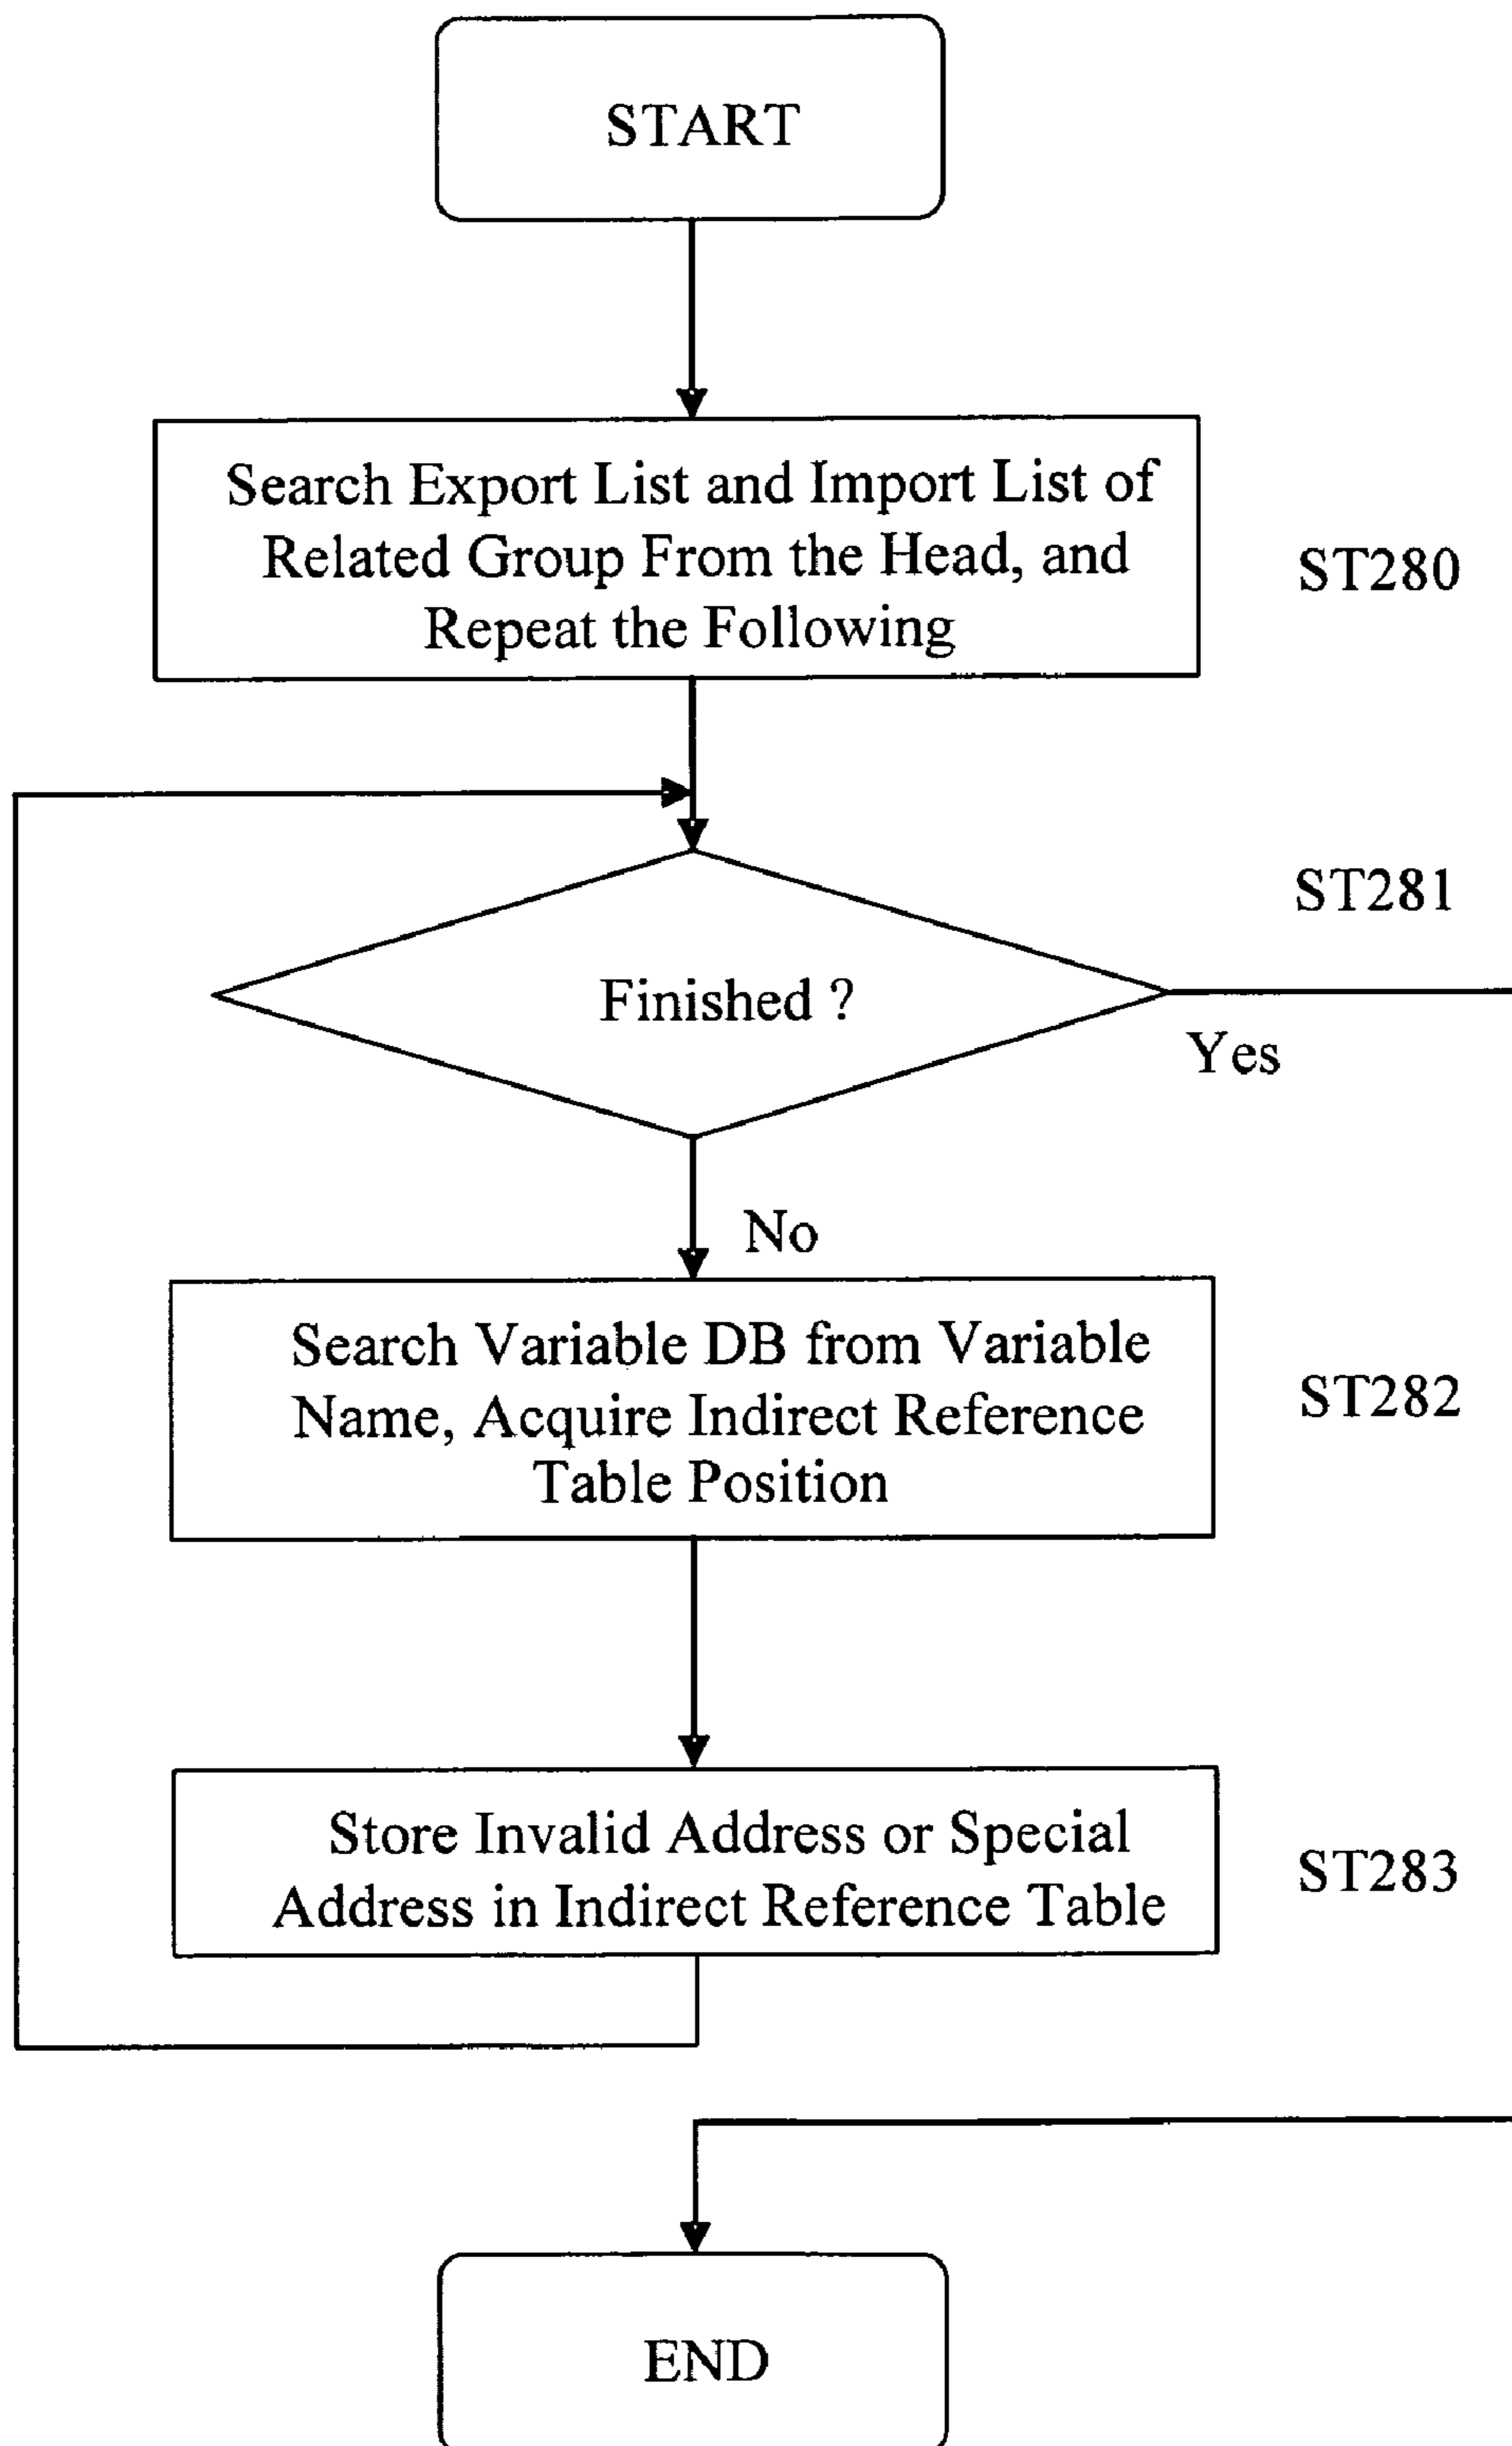 START
Search Export List and Import List of
Related Group From the Head, and
Repeat the Following
ST280
ST281
Finished ?
Yes
No
Search Variable DB from Variable
Name, Acquire Indirect Reference
Table Position
ST282
Store Invalid Address or Special
Address in Indirect Reference Table
ST283
END